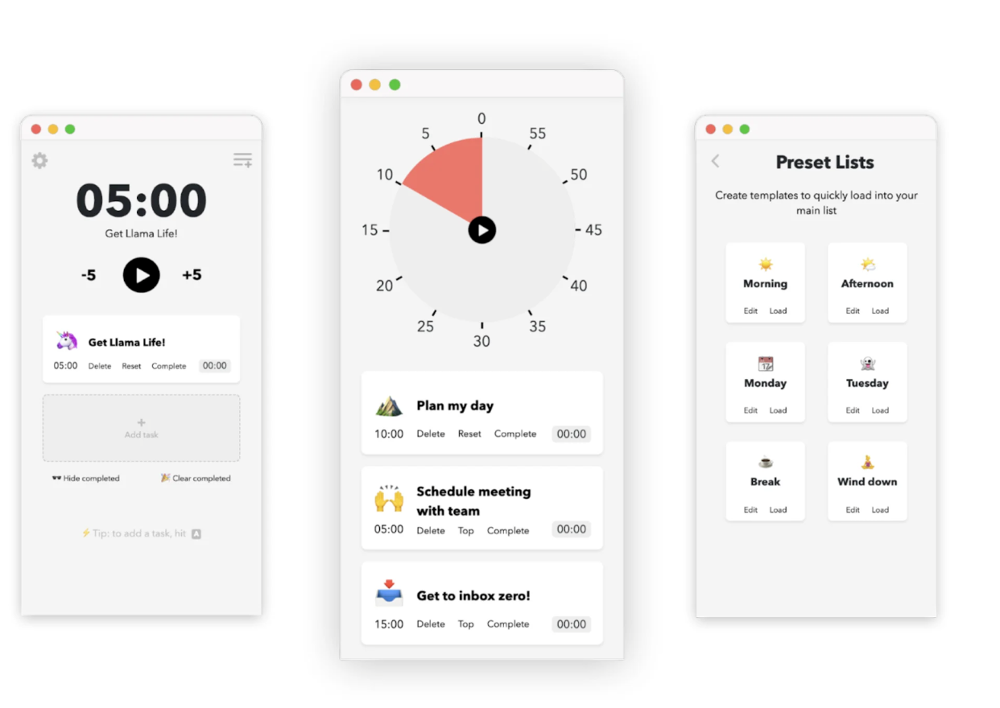 05:00
Get Llama Life!
-5 +5
Get Llama Life!
05:00 Delete Reset Complete 00:00
+
Add task
Hide completed Clear completed
Tip: to add a task, hit A
0
5 55
10 50
15 45
20 40
25 35
30
Plan my day
10:00 Delete Reset Complete 00:00
Schedule meeting
with team
05:00 Delete Top Complete 00:00
Get to inbox zero!
15:00 Delete Top Complete 00:00
Preset Lists
Create templates to quickly load into your
main list
Morning Afternoon
Edit Load Edit Load
Monday Tuesday
Edit Load Edit Load
Break Wind down
Edit Load Edit Load